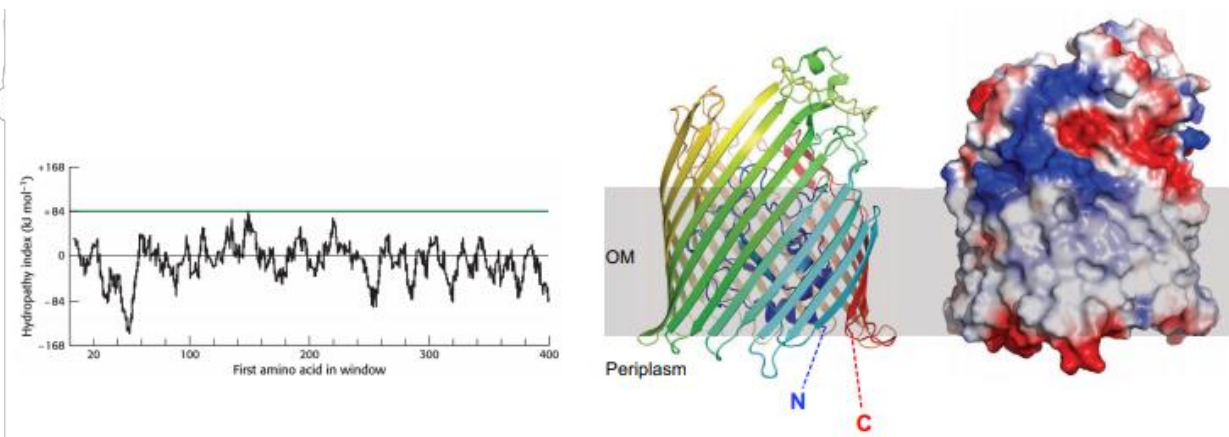 Hydropathy index (kJ mol⁻¹)
+168
+84
0
−84
−168
20
100
200
300
400
First amino acid in window
OM
Periplasm
N
C